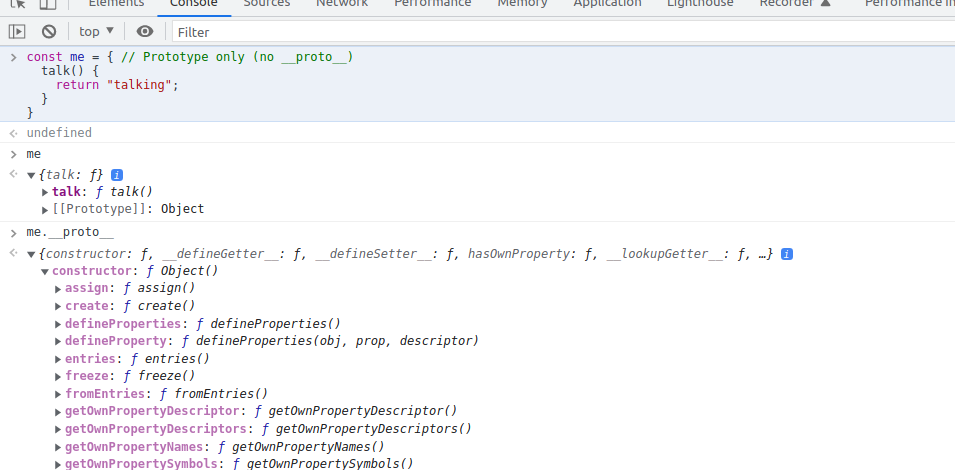 Elements Console Sources Network Performance Memory Application Lighthouse Recorder Performance in
top Filter
const me = { // Prototype only (no __proto__)
talk() {
return "talking";
}
}
undefined
me
{talk: ƒ} i
talk: ƒ talk()
[[Prototype]]: Object
me.__proto__
{constructor: ƒ, __defineGetter__: ƒ, __defineSetter__: ƒ, hasOwnProperty: ƒ, __lookupGetter__: ƒ, …} i
constructor: ƒ Object()
assign: ƒ assign()
create: ƒ create()
defineProperties: ƒ defineProperties()
defineProperty: ƒ defineProperties(obj, prop, descriptor)
entries: ƒ entries()
freeze: ƒ freeze()
fromEntries: ƒ fromEntries()
getOwnPropertyDescriptor: ƒ getOwnPropertyDescriptor()
getOwnPropertyDescriptors: ƒ getOwnPropertyDescriptors()
getOwnPropertyNames: ƒ getOwnPropertyNames()
getOwnPropertySymbols: ƒ getOwnPropertySymbols()